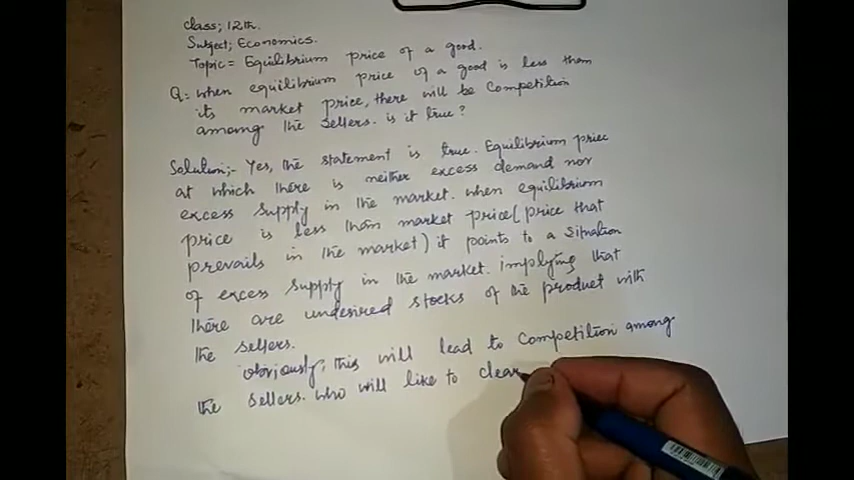 Class; 12th.
Subject; Economics.
Topic= Equilibrium price of a good.
Q: when equilibrium price of a good is less them
its market price, there will be Competition
among the sellers. is it true?
Solution;- Yes, the statement is true. Equilibrium price
at which there is neither excess demand nor
excess supply in the market. when equilibrium
price is less than market price (price that
prevails in the market) it points to a situation
of excess supply in the market. implying that
there are undesired stocks of the product with
the sellers.
obviously, this will lead to Competition among
the sellers. who will like to clear